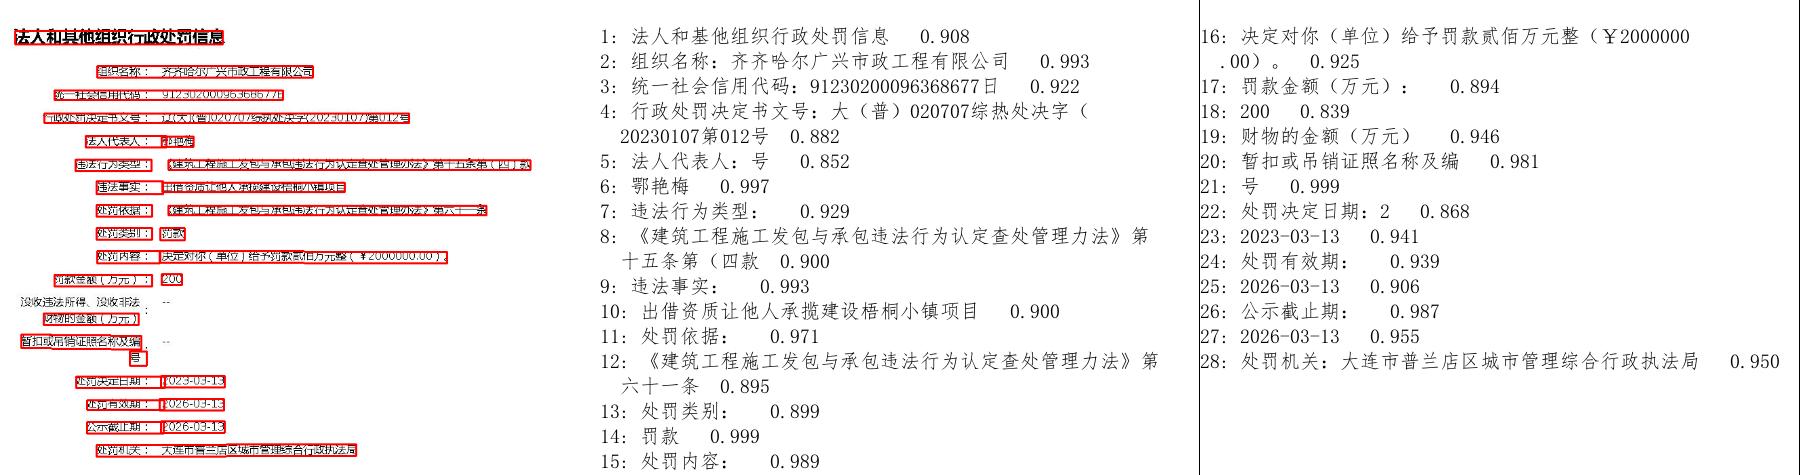 法人和其他组织行政处罚信息
组织名称： 齐齐哈尔广兴市政工程有限公司
统一社会信用代码： 91230200096368677E
行政处罚决定书文号： 辽(大)(普)020707综执处决字(20230107)第012号
法人代表人： 鄂艳梅
违法行为类型： 《建筑工程施工发包与承包违法行为认定查处管理办法》第十五条第（四）款
违法事实： 出借资质让他人承揽建设梧桐小镇项目
处罚依据： 《建筑工程施工发包与承包违法行为认定查处管理办法》第六十一条
处罚类别： 罚款
处罚内容： 决定对你（单位）给予罚款贰佰万元整（￥2000000.00）。
罚款金额（万元）： 200
没收违法所得、没收非法 --
财物的金额（万元）：
暂扣或吊销证照名称及编 --
号：
处罚决定日期： 2023-03-13
处罚有效期： 2026-03-13
公示截止期： 2026-03-13
处罚机关： 大连市普兰店区城市管理综合行政执法局
1: 法人和基他组织行政处罚信息 0.908
2: 组织名称：齐齐哈尔广兴市政工程有限公司 0.993
3: 统一社会信用代码：91230200096368677日 0.922
4: 行政处罚决定书文号：大（普）020707综热处决字（
20230107第012号 0.882
5: 法人代表人：号 0.852
6: 鄂艳梅 0.997
7: 违法行为类型： 0.929
8: 《建筑工程施工发包与承包违法行为认定查处管理力法》第
十五条第（四款 0.900
9: 违法事实： 0.993
10: 出借资质让他人承揽建设梧桐小镇项目 0.900
11: 处罚依据： 0.971
12: 《建筑工程施工发包与承包违法行为认定查处管理办法》第
六十一条 0.895
13: 处罚类别： 0.899
14: 罚款 0.999
15: 处罚内容： 0.989
16: 决定对你（单位）给予罚款贰佰万元整（￥2000000
.00）。 0.925
17: 罚款金额（万元）： 0.894
18: 200 0.839
19: 财物的金额（万元） 0.946
20: 暂扣或吊销证照名称及编 0.981
21: 号 0.999
22: 处罚决定日期：2 0.868
23: 2023-03-13 0.941
24: 处罚有效期： 0.939
25: 2026-03-13 0.906
26: 公示截止期： 0.987
27: 2026-03-13 0.955
28: 处罚机关：大连市普兰店区城市管理综合行政执法局 0.950